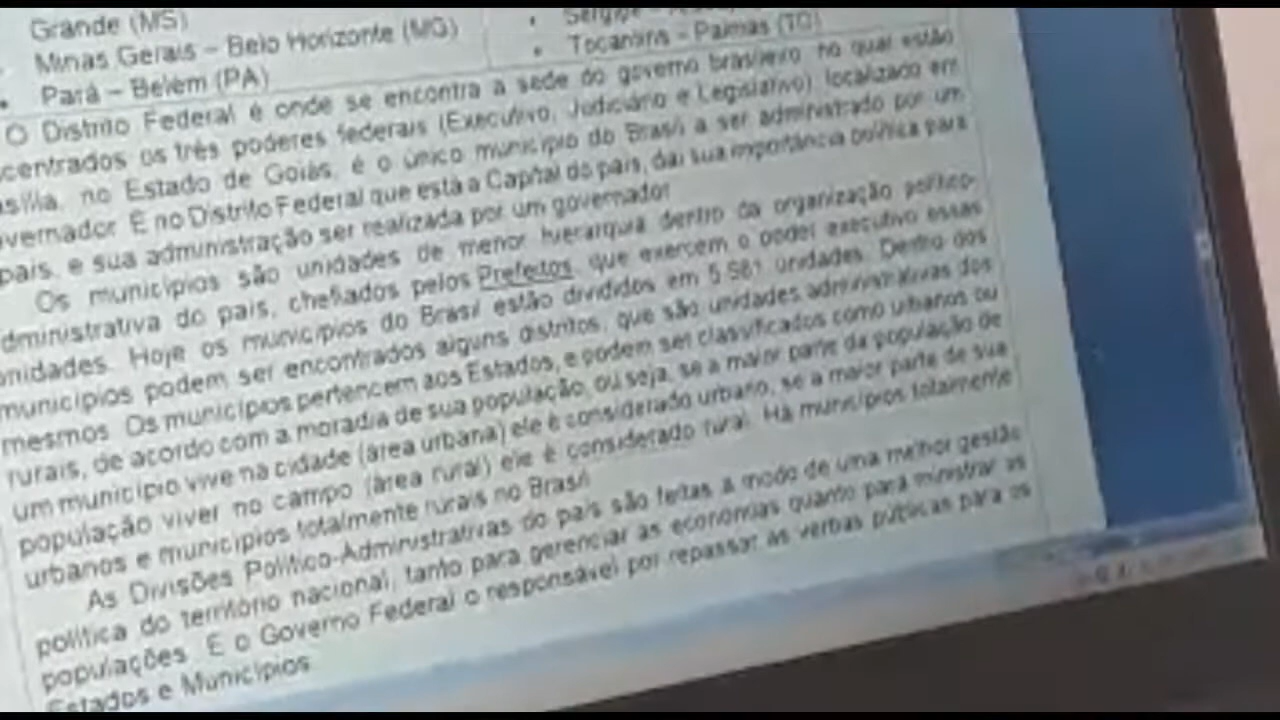 Grande (MS)
Minas Gerais – Belo Horizonte (MG)
Pará – Belém (PA)
Sergipe –
Tocantins - Palmas (TO)
O Distrito Federal é onde se encontra a sede do governo brasileiro, no qual estão
centrados os três poderes federais (Executivo, Judiciário e Legislativo) localizado em
no Estado de Goiás, é o único município do Brasil a ser administrado por um
vernador. É no Distrito Federal que está a Capital do país, daí sua importância política para
país, e sua administração ser realizada por um governador.
Os municípios são unidades de menor hierarquia dentro da organização político-
dministrativa do país, chefiados pelos Prefeitos, que exercem o poder executivo essas
nidades. Hoje os municípios do Brasil estão divididos em 5.561 unidades. Dentro dos
municípios podem ser encontrados alguns distritos, que são unidades administrativas dos
mesmos. Os municípios pertencem aos Estados, e podem ser classificados como urbanos ou
rurais, de acordo com a moradia de sua população, ou seja, se a maior parte da população de
um município vive na cidade (área urbana) ele é considerado urbano, se a maior parte de sua
população viver no campo (área rural) ele é considerado rural. Há municípios totalmente
urbanos e municípios totalmente rurais no Brasil.
As Divisões Político-Administrativas do país são feitas a modo de uma melhor gestão
política do território nacional, tanto para gerenciar as economias quanto para ministrar as
populações. E o Governo Federal o responsável por repassar as verbas públicas para os
Estados e Municípios